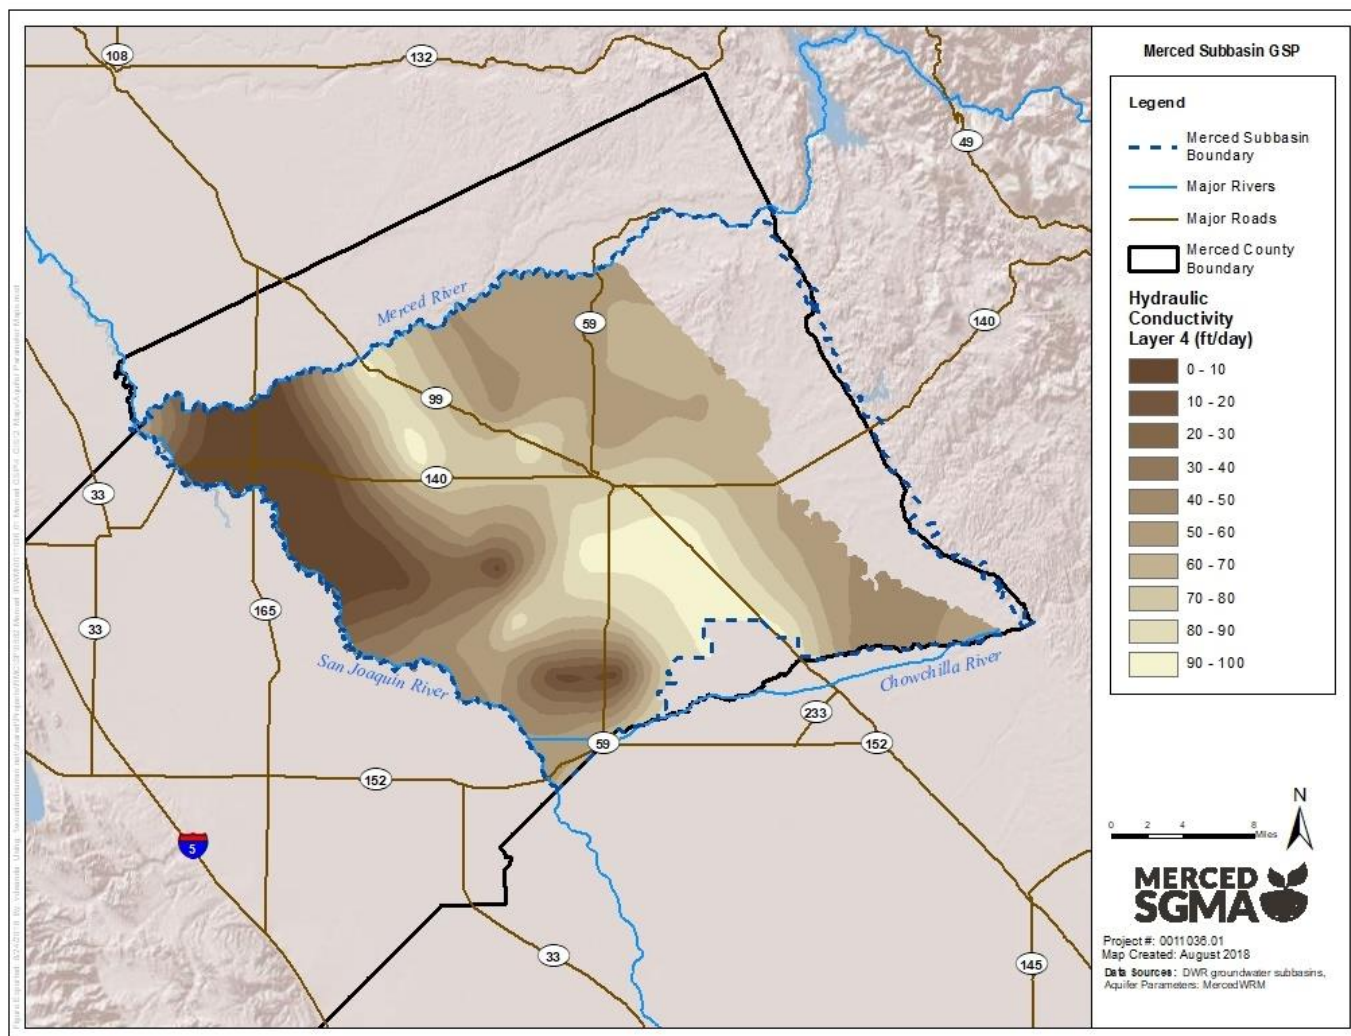 108
132
49
59
140
99
140
33
165
33
152
59
233
152
5
33
145
Merced River
San Joaquin River
Chowchilla River
Merced Subbasin GSP
Legend
Merced Subbasin
Boundary
Major Rivers
Major Roads
Merced County
Boundary
Hydraulic
Conductivity
Layer 4 (ft/day)
0 - 10
10 - 20
20 - 30
30 - 40
40 - 50
50 - 60
60 - 70
70 - 80
80 - 90
90 - 100
N
0 2 4 8
Miles
MERCED
SGMA
Project #: 0011036.01
Map Created: August 2018
Data Sources: DWR groundwater subbasins,
Aquifer Parameters: MercedWRM